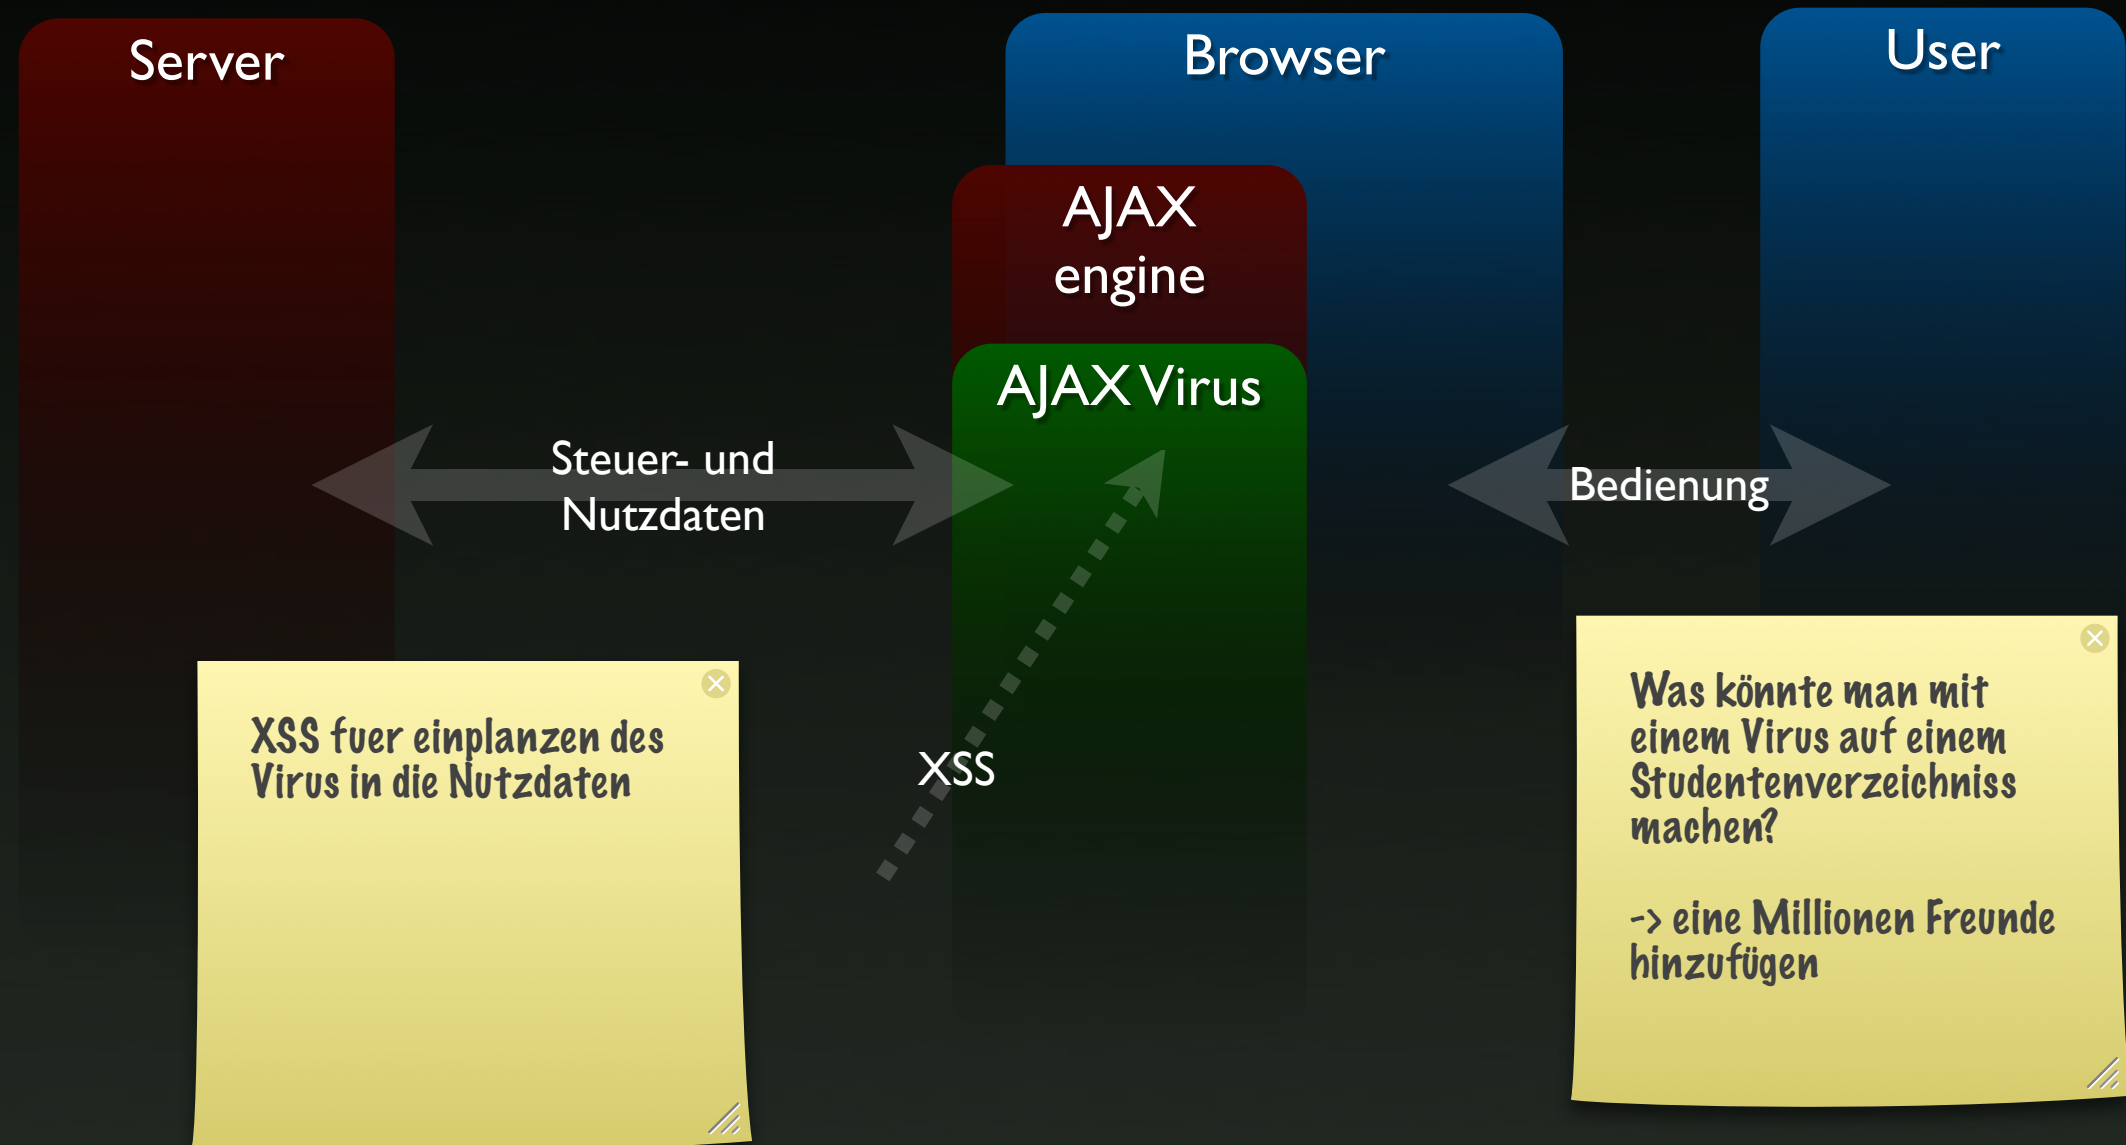 Server
Browser
User
AJAX
engine
AJAX Virus
Steuer- und
Nutzdaten
Bedienung
XSS
XSS fuer einplanzen des
Virus in die Nutzdaten
Was könnte man mit
einem Virus auf einem
Studentenverzeichniss
machen?
-> eine Millionen Freunde
hinzufügen